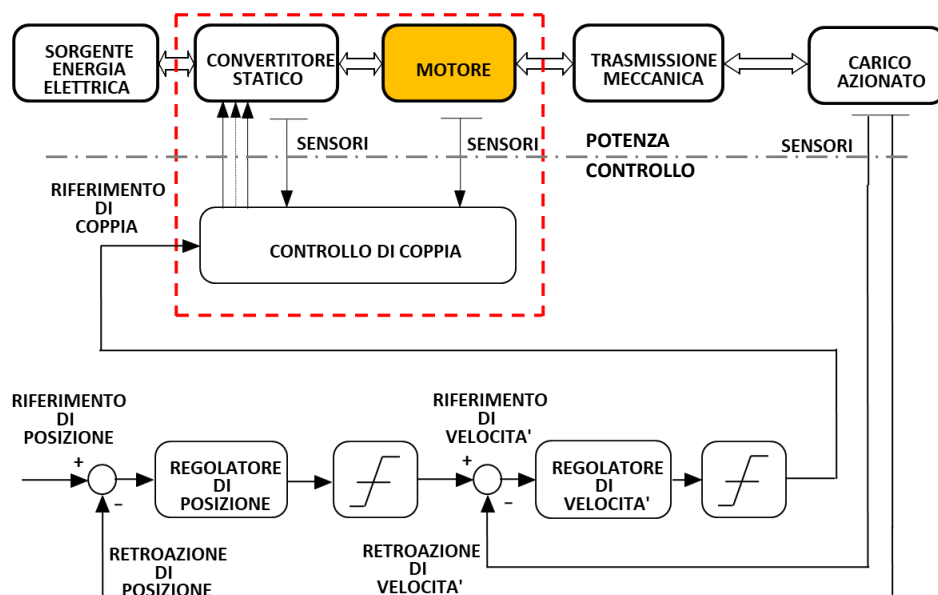 SORGENTE
ENERGIA
ELETTRICA
CONVERTITORE
STATICO
MOTORE
TRASMISSIONE
MECCANICA
CARICO
AZIONATO
SENSORI
SENSORI
POTENZA
SENSORI
CONTROLLO
RIFERIMENTO
DI
COPPIA
CONTROLLO DI COPPIA
RIFERIMENTO
DI
POSIZIONE
+
−
REGOLATORE
DI
POSIZIONE
RIFERIMENTO
DI
VELOCITA'
+
−
REGOLATORE
DI
VELOCITA'
RETROAZIONE
DI
POSIZIONE
RETROAZIONE
DI
VELOCITA'